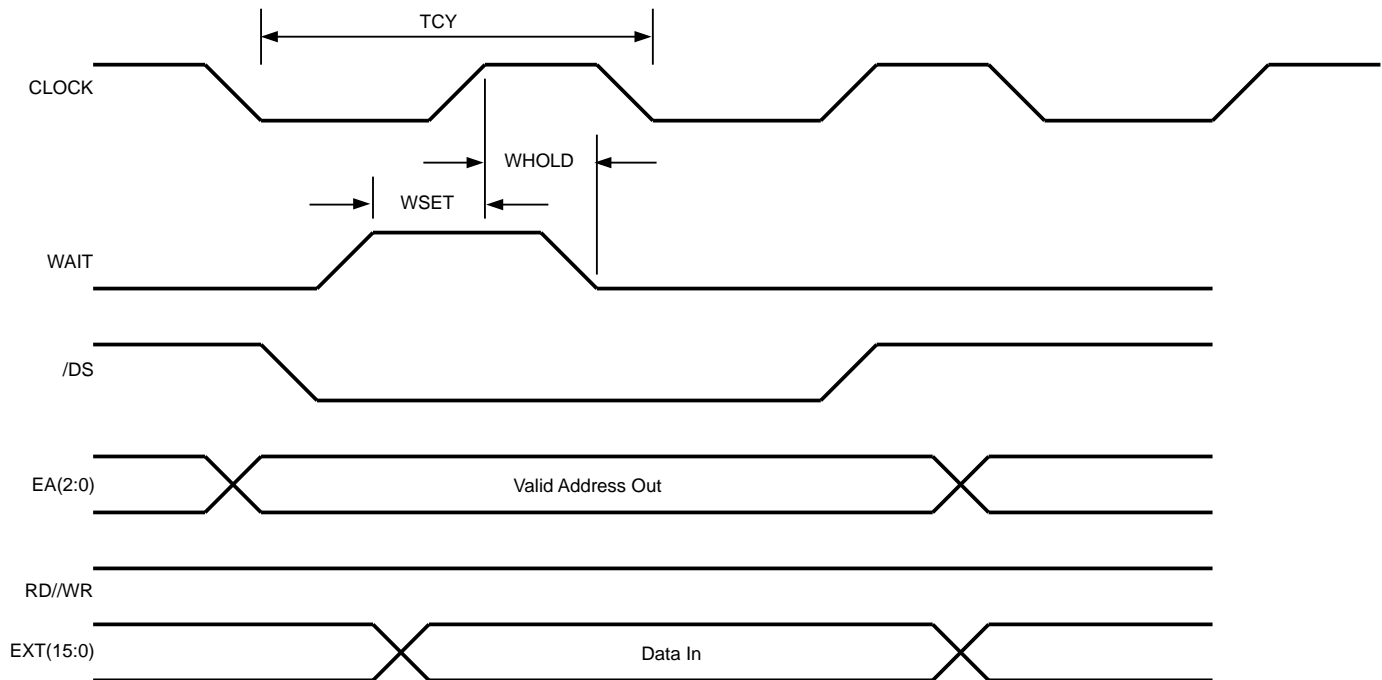 TCY
CLOCK
WHOLD
WSET
WAIT
/DS
EA(2:0)
Valid Address Out
RD//WR
EXT(15:0)
Data In